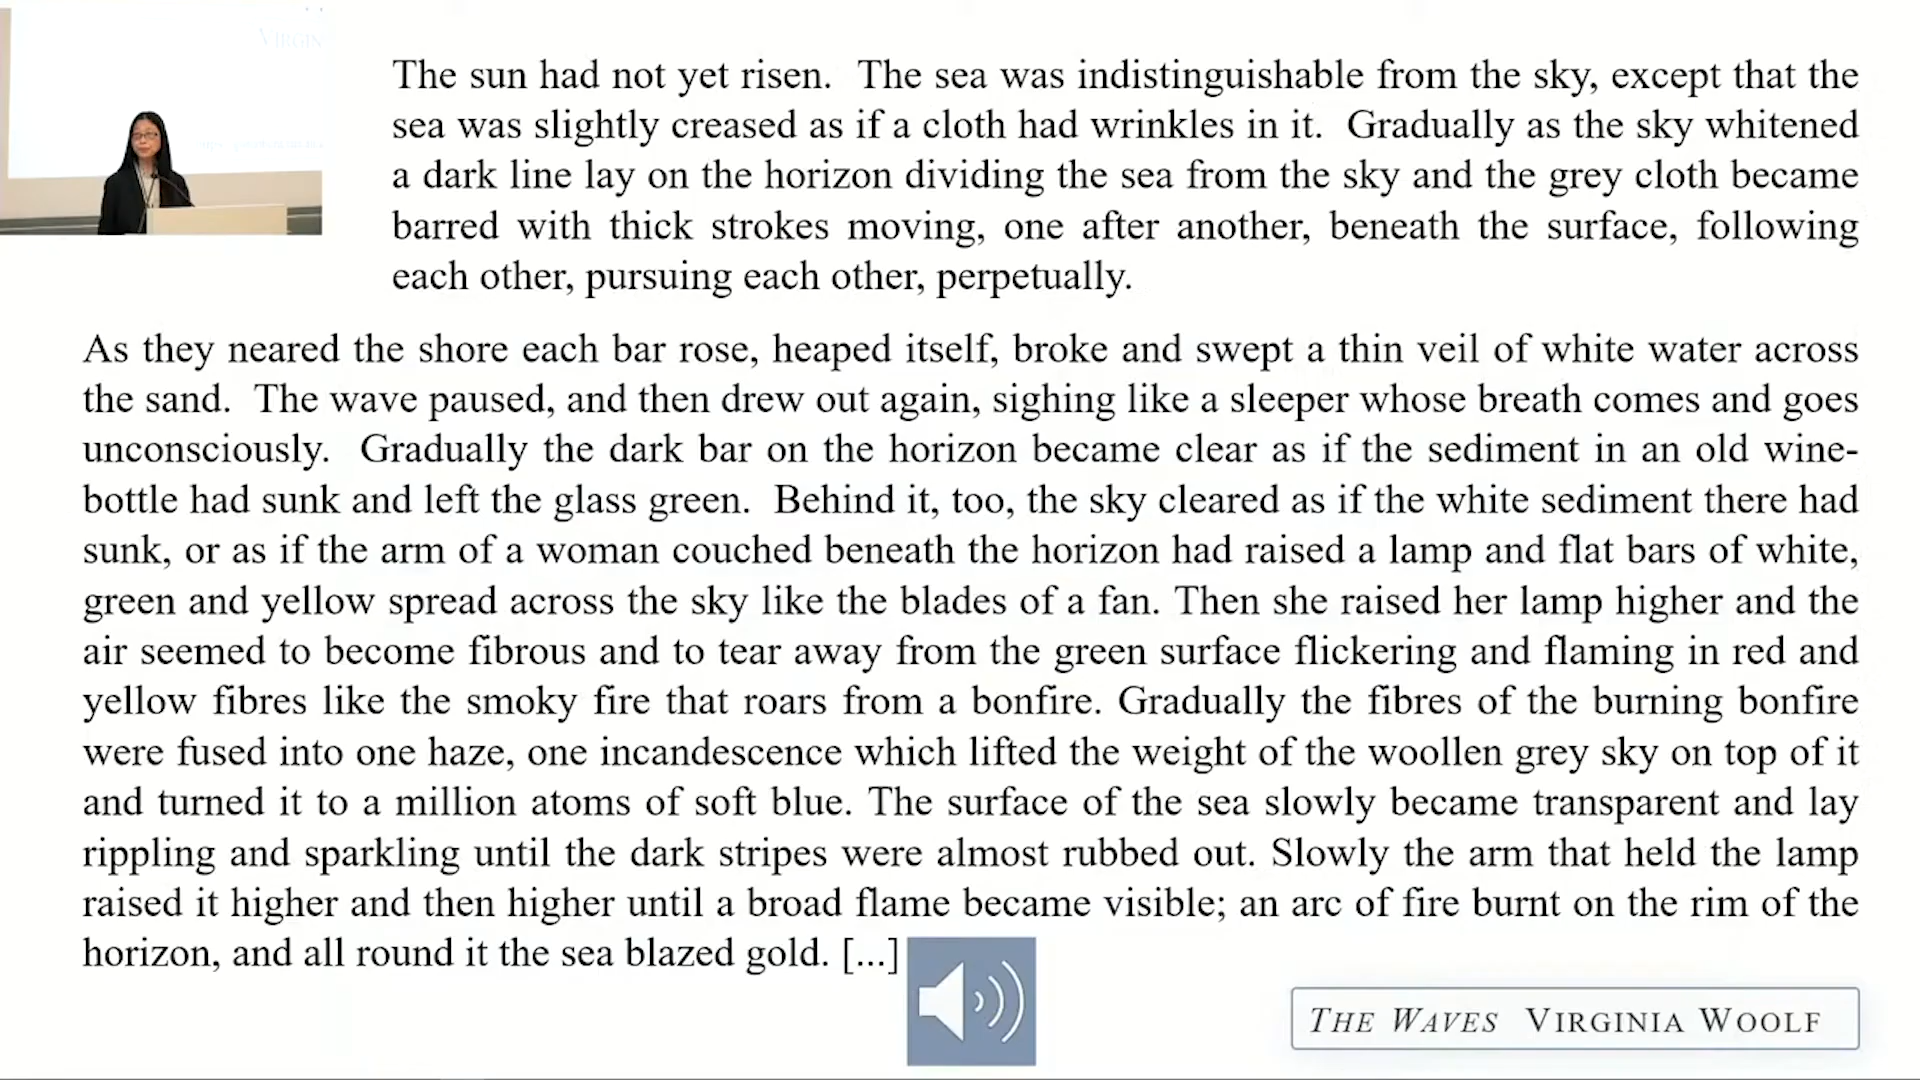 VIRGIN
The sun had not yet risen. The sea was indistinguishable from the sky, except that the
sea was slightly creased as if a cloth had wrinkles in it. Gradually as the sky whitened
a dark line lay on the horizon dividing the sea from the sky and the grey cloth became
barred with thick strokes moving, one after another, beneath the surface, following
each other, pursuing each other, perpetually.
As they neared the shore each bar rose, heaped itself, broke and swept a thin veil of white water across
the sand. The wave paused, and then drew out again, sighing like a sleeper whose breath comes and goes
unconsciously. Gradually the dark bar on the horizon became clear as if the sediment in an old wine-
bottle had sunk and left the glass green. Behind it, too, the sky cleared as if the white sediment there had
sunk, or as if the arm of a woman couched beneath the horizon had raised a lamp and flat bars of white,
green and yellow spread across the sky like the blades of a fan. Then she raised her lamp higher and the
air seemed to become fibrous and to tear away from the green surface flickering and flaming in red and
yellow fibres like the smoky fire that roars from a bonfire. Gradually the fibres of the burning bonfire
were fused into one haze, one incandescence which lifted the weight of the woollen grey sky on top of it
and turned it to a million atoms of soft blue. The surface of the sea slowly became transparent and lay
rippling and sparkling until the dark stripes were almost rubbed out. Slowly the arm that held the lamp
raised it higher and then higher until a broad flame became visible; an arc of fire burnt on the rim of the
horizon, and all round it the sea blazed gold. [...]
THE WAVES VIRGINIA WOOLF